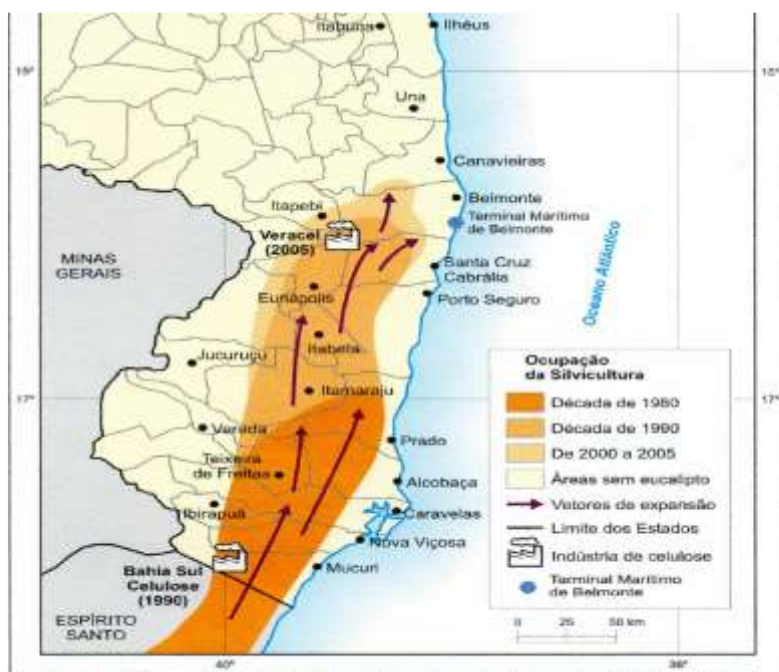 Itabuna
Ilhéus
15°
15°
Una
Canavieiras
Itapebi
Belmonte
Terminal Marítimo
de Belmonte
Veracel
(2005)
MINAS
GERAIS
Santa Cruz
Cabrália
Eunápolis
Porto Seguro
Oceano Atlântico
Itabela
Jucuruçu
Itamaraju
17°
17°
Vereda
Prado
Teixeira
de Freitas
Alcobaça
Ibirapuã
Caravelas
Nova Viçosa
Bahia Sul
Celulose
(1990)
Mucuri
ESPÍRITO
SANTO
40°
Ocupação
da Silvicultura
Década de 1980
Década de 1990
De 2000 a 2005
Áreas sem eucalipto
Vetores de expansão
Limite dos Estados
Indústria de celulose
Terminal Marítimo
de Belmonte
0 25 50 km